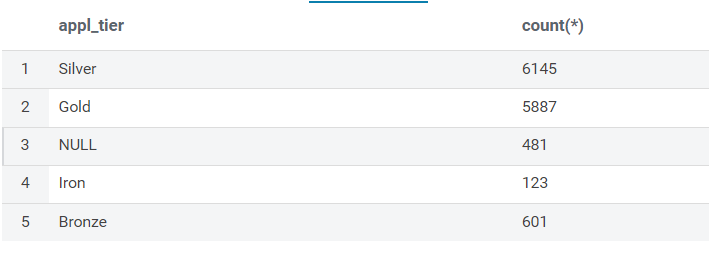 appl_tier count(*)
1 Silver 6145
2 Gold 5887
3 NULL 481
4 Iron 123
5 Bronze 601